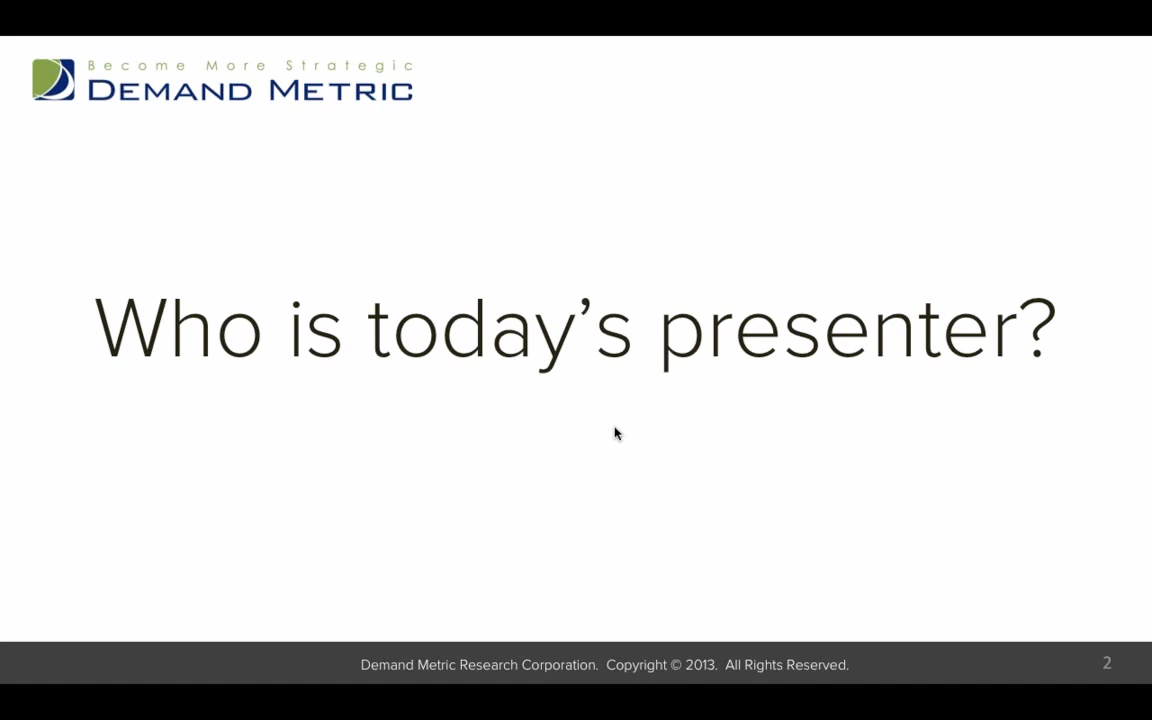 Become More Strategic
DEMAND METRIC
Who is today’s presenter?
Demand Metric Research Corporation.  Copyright © 2013.  All Rights Reserved.
2